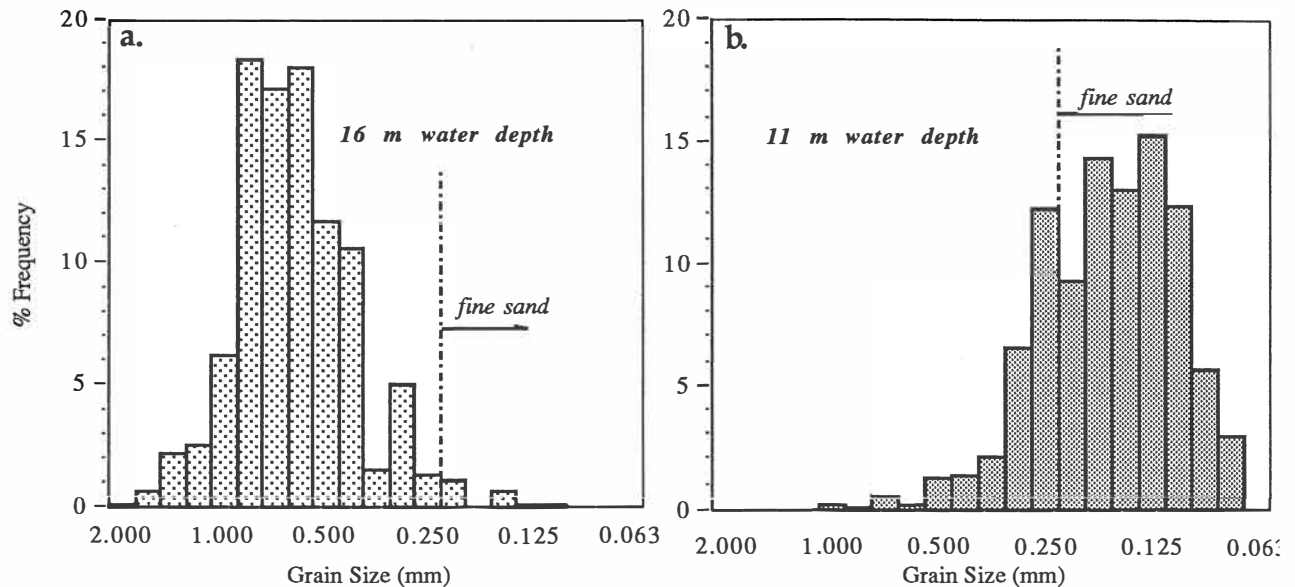 a.
20
15
10
5
0
% Frequency
16 m water depth
fine sand
2.000 1.000 0.500 0.250 0.125 0.063
Grain Size (mm)
b.
20
15
10
5
0
fine sand
11 m water depth
2.000 1.000 0.500 0.250 0.125 0.063
Grain Size (mm)